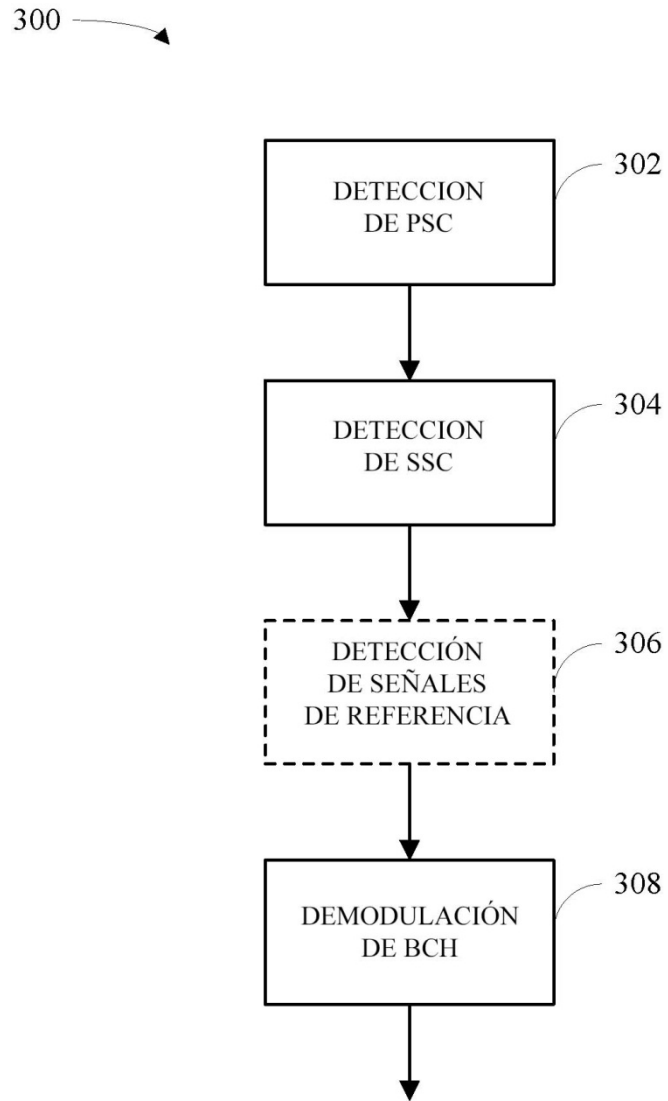 300
302
DETECCION
DE PSC
304
DETECCION
DE SSC
306
DETECCIÓN
DE SEÑALES
DE REFERENCIA
308
DEMODULACIÓN
DE BCH